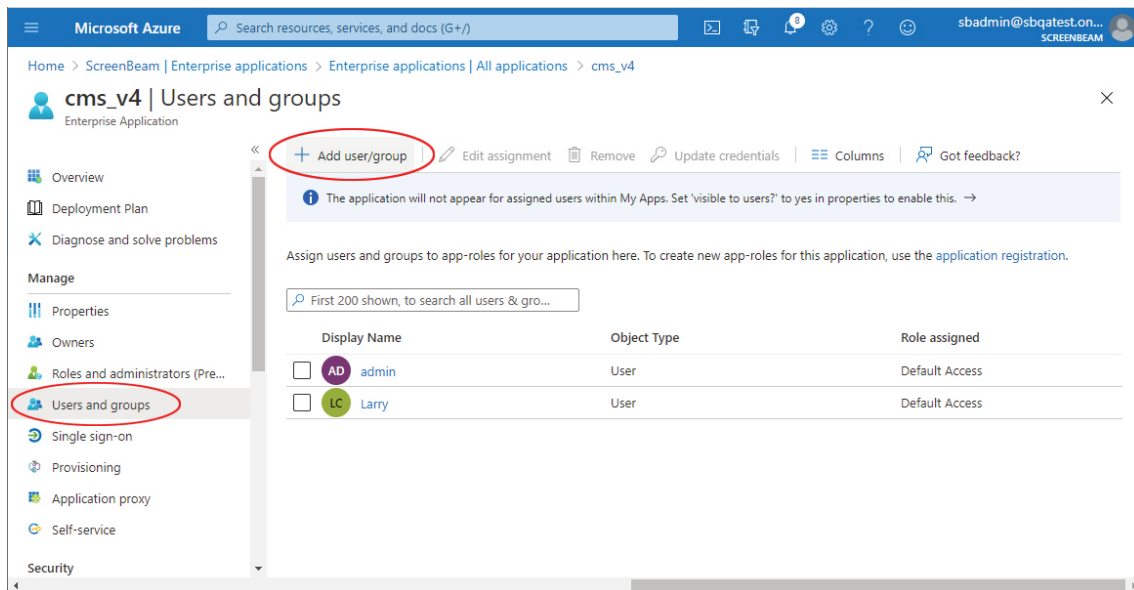 Microsoft Azure
Search resources, services, and docs (G+/)
8
sbadmin@sbqatest.on...
SCREENBEAM
Home > ScreenBeam | Enterprise applications > Enterprise applications | All applications > cms_v4
cms_v4 | Users and groups
Enterprise Application
Add user/group
Edit assignment
Remove
Update credentials
Columns
Got feedback?
Overview
Deployment Plan
Diagnose and solve problems
Manage
Properties
Owners
Roles and administrators (Pre...
Users and groups
Single sign-on
Provisioning
Application proxy
Self-service
Security
The application will not appear for assigned users within My Apps. Set 'visible to users?' to yes in properties to enable this. →
Assign users and groups to app-roles for your application here. To create new app-roles for this application, use the application registration.
First 200 shown, to search all users & gro...
Display Name Object Type Role assigned
AD admin User Default Access
LC Larry User Default Access